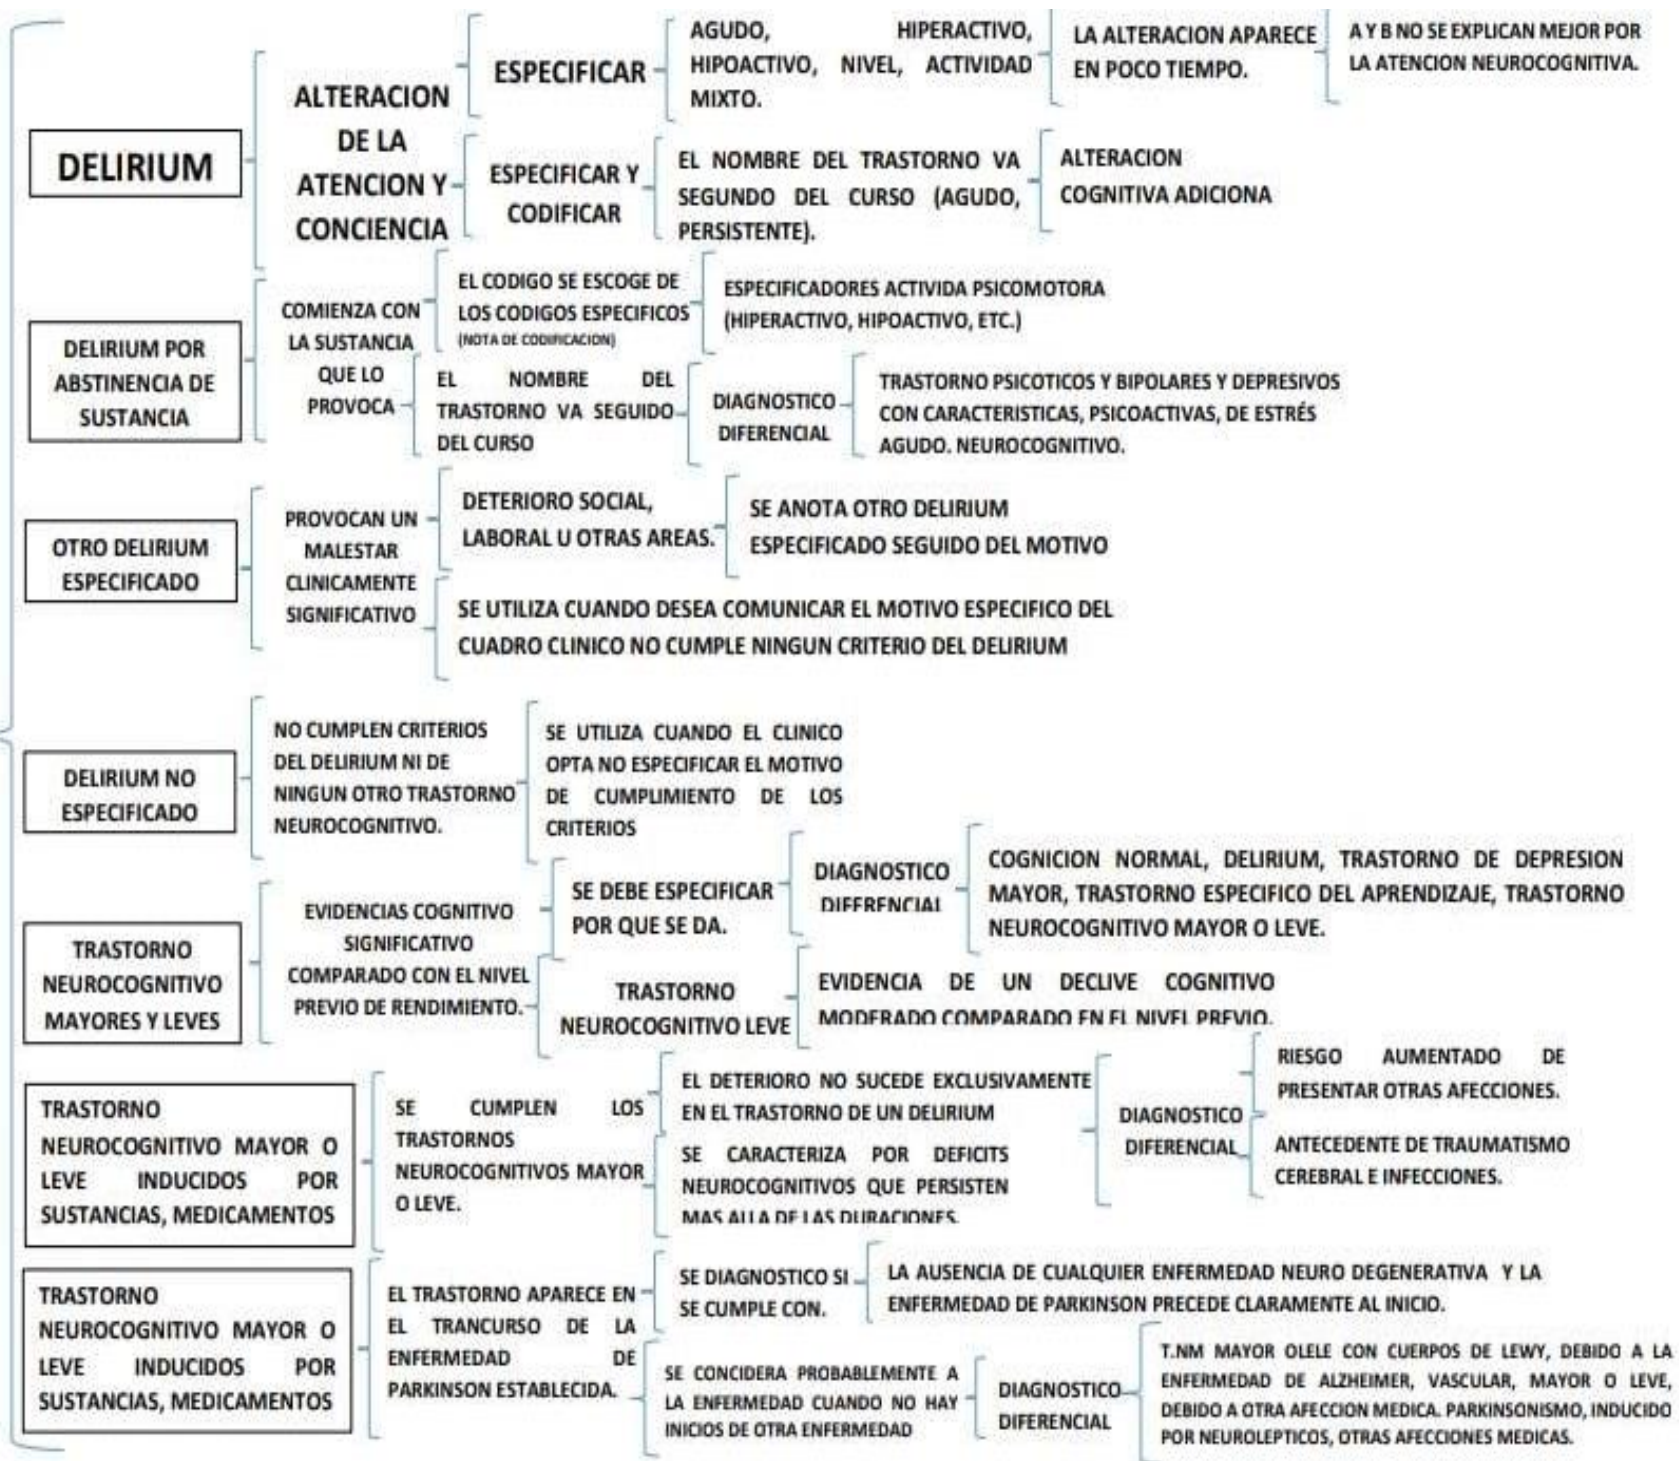 DELIRIUM
ALTERACION
DE LA
ATENCION Y
CONCIENCIA
ESPECIFICAR
AGUDO, HIPERACTIVO,
HIPOACTIVO, NIVEL, ACTIVIDAD
MIXTO.
LA ALTERACION APARECE
EN POCO TIEMPO.
A Y B NO SE EXPLICAN MEJOR POR
LA ATENCION NEUROCOGNITIVA.
ESPECIFICAR Y
CODIFICAR
EL NOMBRE DEL TRASTORNO VA
SEGUNDO DEL CURSO (AGUDO,
PERSISTENTE).
ALTERACION
COGNITIVA ADICIONA
DELIRIUM POR
ABSTINENCIA DE
SUSTANCIA
COMIENZA CON
LA SUSTANCIA
QUE LO
PROVOCA
EL CODIGO SE ESCOGE DE
LOS CODIGOS ESPECIFICOS
(NOTA DE CODIFICACION)
ESPECIFICADORES ACTIVIDA PSICOMOTORA
(HIPERACTIVO, HIPOACTIVO, ETC.)
EL NOMBRE DEL
TRASTORNO VA SEGUIDO
DEL CURSO
DIAGNOSTICO
DIFERENCIAL
TRASTORNO PSICOTICOS Y BIPOLARES Y DEPRESIVOS
CON CARACTERISTICAS, PSICOACTIVAS, DE ESTRÉS
AGUDO. NEUROCOGNITIVO.
OTRO DELIRIUM
ESPECIFICADO
PROVOCAN UN
MALESTAR
CLINICAMENTE
SIGNIFICATIVO
DETERIORO SOCIAL,
LABORAL U OTRAS AREAS.
SE ANOTA OTRO DELIRIUM
ESPECIFICADO SEGUIDO DEL MOTIVO
SE UTILIZA CUANDO DESEA COMUNICAR EL MOTIVO ESPECIFICO DEL
CUADRO CLINICO NO CUMPLE NINGUN CRITERIO DEL DELIRIUM
DELIRIUM NO
ESPECIFICADO
NO CUMPLEN CRITERIOS
DEL DELIRIUM NI DE
NINGUN OTRO TRASTORNO
NEUROCOGNITIVO.
SE UTILIZA CUANDO EL CLINICO
OPTA NO ESPECIFICAR EL MOTIVO
DE CUMPLIMIENTO DE LOS
CRITERIOS
TRASTORNO
NEUROCOGNITIVO
MAYORES Y LEVES
EVIDENCIAS COGNITIVO
SIGNIFICATIVO
COMPARADO CON EL NIVEL
PREVIO DE RENDIMIENTO.
SE DEBE ESPECIFICAR
POR QUE SE DA.
DIAGNOSTICO
DIFERENCIAL
COGNICION NORMAL, DELIRIUM, TRASTORNO DE DEPRESION
MAYOR, TRASTORNO ESPECIFICO DEL APRENDIZAJE, TRASTORNO
NEUROCOGNITIVO MAYOR O LEVE.
TRASTORNO
NEUROCOGNITIVO LEVE
EVIDENCIA DE UN DECLIVE COGNITIVO
MODERADO COMPARADO EN EL NIVEL PREVIO.
TRASTORNO
NEUROCOGNITIVO MAYOR O
LEVE INDUCIDOS POR
SUSTANCIAS, MEDICAMENTOS
SE CUMPLEN LOS
TRASTORNOS
NEUROCOGNITIVOS MAYOR
O LEVE.
EL DETERIORO NO SUCEDE EXCLUSIVAMENTE
EN EL TRASTORNO DE UN DELIRIUM
SE CARACTERIZA POR DEFICITS
NEUROCOGNITIVOS QUE PERSISTEN
MAS ALLA DE LAS DURACIONES.
DIAGNOSTICO
DIFERENCIAL
RIESGO AUMENTADO DE
PRESENTAR OTRAS AFECCIONES.
ANTECEDENTE DE TRAUMATISMO
CEREBRAL E INFECCIONES.
TRASTORNO
NEUROCOGNITIVO MAYOR O
LEVE INDUCIDOS POR
SUSTANCIAS, MEDICAMENTOS
EL TRASTORNO APARECE EN
EL TRANCURSO DE LA
ENFERMEDAD DE
PARKINSON ESTABLECIDA.
SE DIAGNOSTICO SI
SE CUMPLE CON.
LA AUSENCIA DE CUALQUIER ENFERMEDAD NEURO DEGENERATIVA Y LA
ENFERMEDAD DE PARKINSON PRECEDE CLARAMENTE AL INICIO.
SE CONCIDERA PROBABLEMENTE A
LA ENFERMEDAD CUANDO NO HAY
INICIOS DE OTRA ENFERMEDAD
DIAGNOSTICO
DIFERENCIAL
T.NM MAYOR OLELE CON CUERPOS DE LEWY, DEBIDO A LA
ENFERMEDAD DE ALZHEIMER, VASCULAR, MAYOR O LEVE,
DEBIDO A OTRA AFECCION MEDICA. PARKINSONISMO, INDUCIDO
POR NEUROLEPTICOS, OTRAS AFECCIONES MEDICAS.